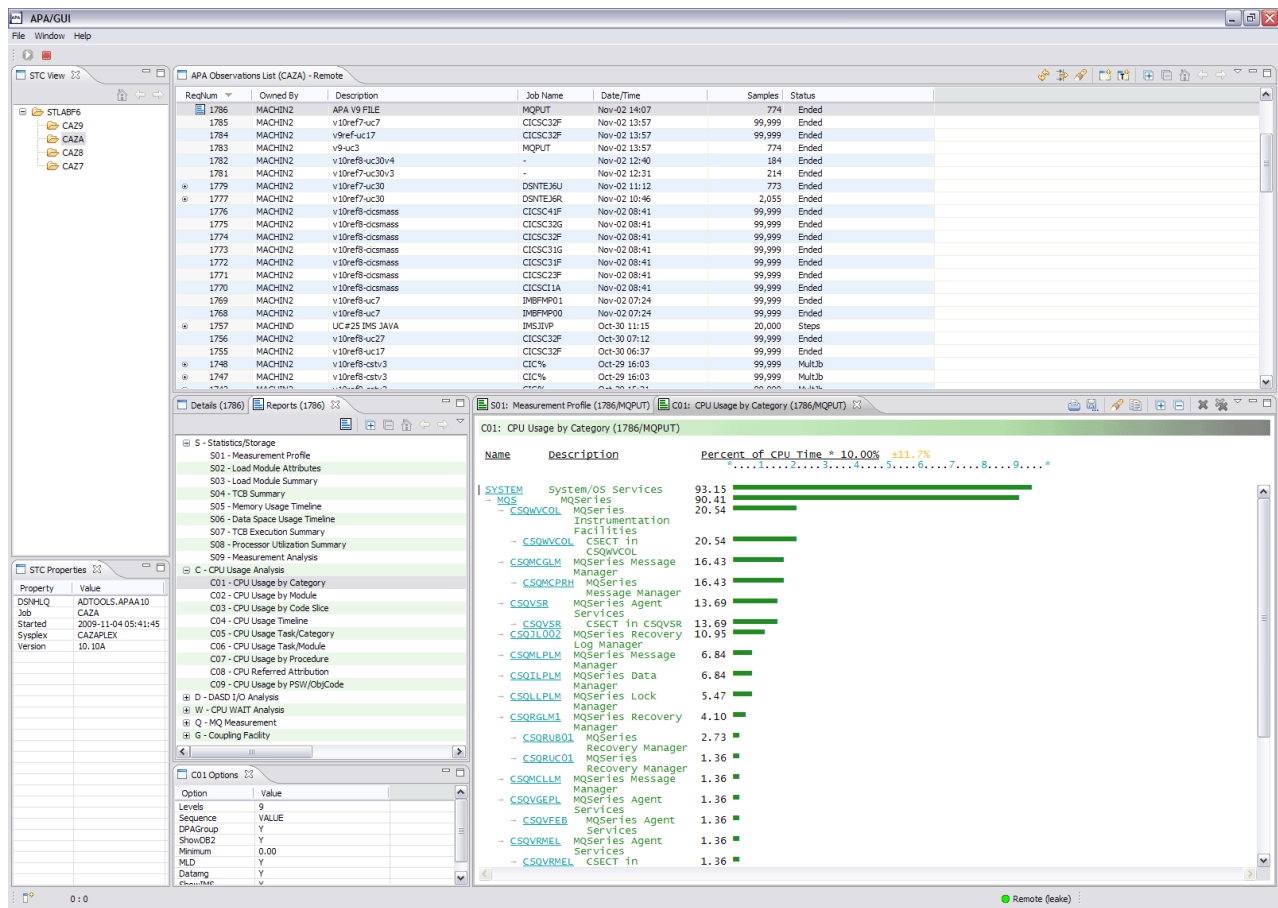 APA/GUI
File Window Help
STC View
STLABF6
CAZ9
CAZA
CAZ8
CAZ7
APA Observations List (CAZA) - Remote
ReqNum Owned By Description Job Name Date/Time Samples Status
1786 MACHIN2 APA V9 FILE MQPUT Nov-02 14:07 774 Ended
1785 MACHIN2 v10ref7-uc7 CICSC32F Nov-02 13:57 99,999 Ended
1784 MACHIN2 v9ref-uc17 CICSC32F Nov-02 13:57 99,999 Ended
1783 MACHIN2 v9-uc3 MQPUT Nov-02 13:57 774 Ended
1782 MACHIN2 v10ref8-uc30v4 - Nov-02 12:40 184 Ended
1781 MACHIN2 v10ref7-uc30v3 - Nov-02 12:31 214 Ended
1779 MACHIN2 v10ref7-uc30 DSNTEJ6U Nov-02 11:12 773 Ended
1777 MACHIN2 v10ref7-uc30 DSNTEJ6R Nov-02 10:46 2,055 Ended
1776 MACHIN2 v10ref8-cicsmass CICSC41F Nov-02 08:41 99,999 Ended
1775 MACHIN2 v10ref8-cicsmass CICSC32G Nov-02 08:41 99,999 Ended
1774 MACHIN2 v10ref8-cicsmass CICSC32F Nov-02 08:41 99,999 Ended
1773 MACHIN2 v10ref8-cicsmass CICSC31G Nov-02 08:41 99,999 Ended
1772 MACHIN2 v10ref8-cicsmass CICSC31F Nov-02 08:41 99,999 Ended
1771 MACHIN2 v10ref8-cicsmass CICSC23F Nov-02 08:41 99,999 Ended
1770 MACHIN2 v10ref8-cicsmass CICSCI1A Nov-02 08:41 99,999 Ended
1769 MACHIN2 v10ref8-uc7 IMBFMP01 Nov-02 07:24 99,999 Ended
1768 MACHIN2 v10ref8-uc7 IMBFMP00 Nov-02 07:24 99,999 Ended
1757 MACHIND UC#25 IMS JAVA IMSJIVP Oct-30 11:15 20,000 Steps
1756 MACHIN2 v10ref8-uc27 CICSC32F Oct-30 07:12 99,999 Ended
1755 MACHIN2 v10ref8-uc17 CICSC32F Oct-30 06:37 99,999 Ended
1748 MACHIN2 v10ref8-cstv3 CIC% Oct-29 16:03 99,999 MultJb
1747 MACHIN2 v10ref8-cstv3 CIC% Oct-29 16:03 99,999 MultJb
STC Properties
Property Value
DSNHLQ ADTOOLS.APAA10
Job CAZA
Started 2009-11-04 05:41:45
Sysplex CAZAPLEX
Version 10.10A
Details (1786) Reports (1786)
S - Statistics/Storage
S01 - Measurement Profile
S02 - Load Module Attributes
S03 - Load Module Summary
S04 - TCB Summary
S05 - Memory Usage Timeline
S06 - Data Space Usage Timeline
S07 - TCB Execution Summary
S08 - Processor Utilization Summary
S09 - Measurement Analysis
C - CPU Usage Analysis
C01 - CPU Usage by Category
C02 - CPU Usage by Module
C03 - CPU Usage by Code Slice
C04 - CPU Usage Timeline
C05 - CPU Usage Task/Category
C06 - CPU Usage Task/Module
C07 - CPU Usage by Procedure
C08 - CPU Referred Attribution
C09 - CPU Usage by PSW/ObjCode
D - DASD I/O Analysis
W - CPU WAIT Analysis
Q - MQ Measurement
G - Coupling Facility
C01 Options
Option Value
Levels 9
Sequence VALUE
DPAGroup Y
ShowDB2 Y
Minimum 0.00
MLD Y
Datamg Y
ShowIMS Y
S01: Measurement Profile (1786/MQPUT) C01: CPU Usage by Category (1786/MQPUT)
C01: CPU Usage by Category (1786/MQPUT)
Name Description Percent of CPU Time * 10.00% ±11.7%
*....1....2....3....4....5....6....7....8....9....*
SYSTEM System/OS Services 93.15
→ MQS MQSeries 90.41
→ CSQWVCOL MQSeries 20.54
Instrumentation
Facilities
→ CSQWVCOL CSECT in 20.54
CSQWVCOL
→ CSQMCGLM MQSeries Message 16.43
Manager
→ CSQMCPRH MQSeries 16.43
Message Manager
→ CSQVSR MQSeries Agent 13.69
Services
→ CSQVSR CSECT in CSQVSR 13.69
→ CSQJL002 MQSeries Recovery 10.95
Log Manager
→ CSQMLPLM MQSeries Message 6.84
Manager
→ CSQILPLM MQSeries Data 6.84
Manager
→ CSQLLPLM MQSeries Lock 5.47
Manager
→ CSQRGLM1 MQSeries Recovery 4.10
Manager
→ CSQRUB01 MQSeries 2.73
Recovery Manager
→ CSQRUC01 MQSeries 1.36
Recovery Manager
→ CSQMCLLM MQSeries Message 1.36
Manager
→ CSQVGEPL MQSeries Agent 1.36
Services
→ CSQVFEB MQSeries Agent 1.36
Services
→ CSQVRMEL MQSeries Agent 1.36
Services
→ CSQVRMEL CSECT in 1.36
0 : 0
Remote (leake)